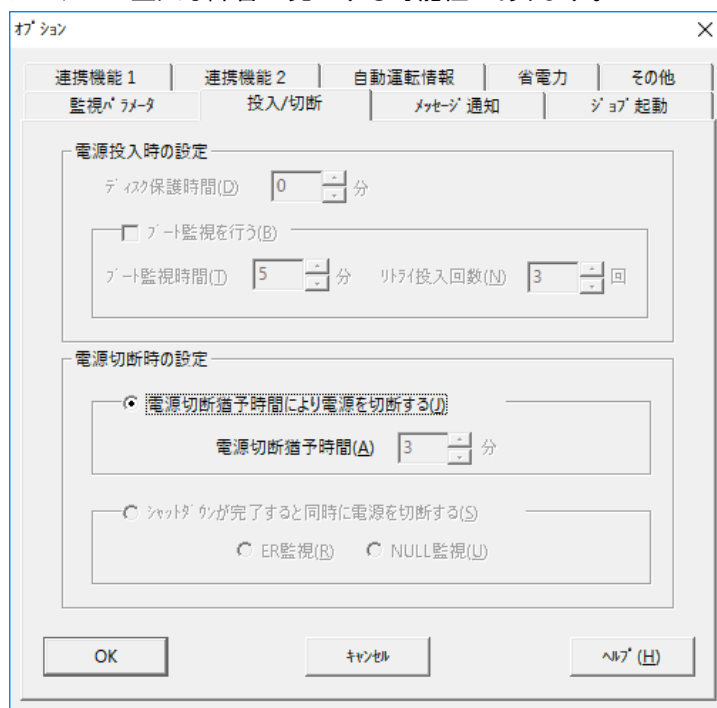 オプション
連携機能 1 連携機能 2 自動運転情報 省電力 その他
監視パラメータ 投入/切断 メッセージ通知 ジョブ起動
電源投入時の設定
ディスク保護時間(D) 0 分
ブート監視を行う(B)
ブート監視時間(T) 5 分 リトライ投入回数(N) 3 回
電源切断時の設定
電源切断猶予時間により電源を切断する(J)
電源切断猶予時間(A) 3 分
シャットダウンが完了すると同時に電源を切断する(S)
ER監視(R) NULL監視(U)
OK キャンセル ヘルプ(H)